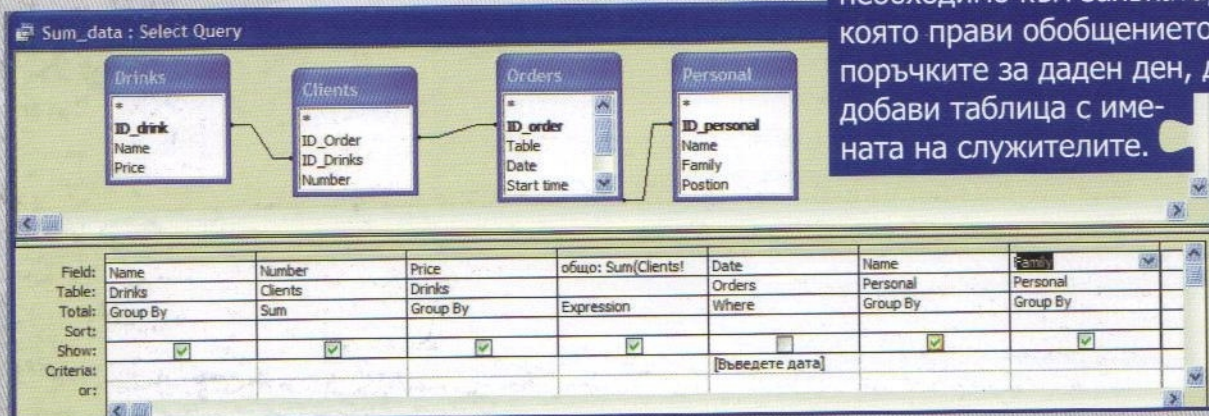 която прави обобщението
поръчките за даден ден, д
добави таблица с име-
ната на служителите.
Sum_data : Select Query
Drinks
*
ID_drink
Name
Price
Clients
*
ID_Order
ID_Drinks
Number
Orders
*
ID_order
Table
Date
Start time
Personal
*
ID_personal
Name
Family
Postion
Field: Name Number Price общо: Sum(Clients! Date Name Family
Table: Drinks Clients Drinks Orders Personal Personal
Total: Group By Sum Group By Expression Where Group By Group By
Sort:
Show:
Criteria: [Въведете дата]
or: